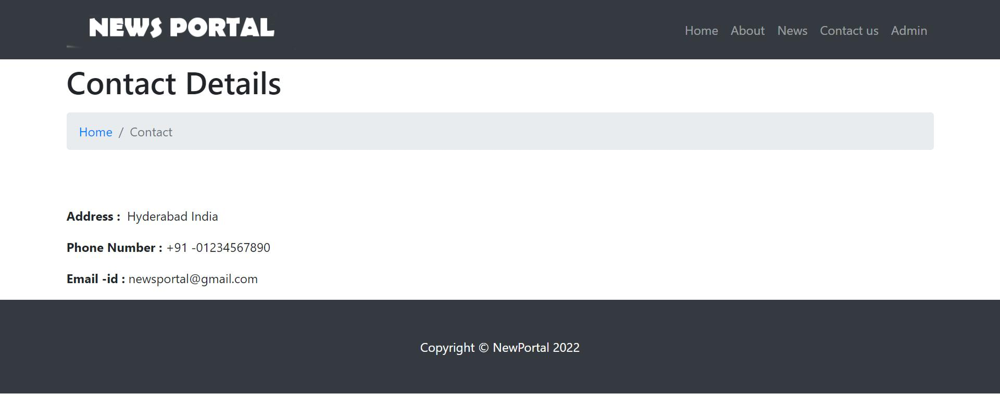 NEWS PORTAL
Home About News Contact us Admin
Contact Details
Home / Contact
Address : Hyderabad India
Phone Number : +91 -01234567890
Email -id : newsportal@gmail.com
Copyright © NewPortal 2022